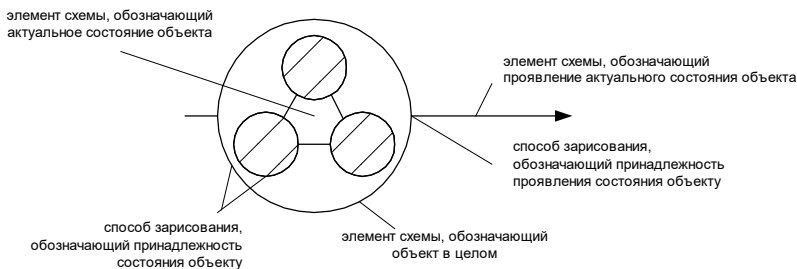 элемент схемы, обозначающий
актуальное состояние объекта
элемент схемы, обозначающий
проявление актуального состояния объекта
способ зарисования,
обозначающий принадлежность
проявления состояния объекту
способ зарисования,
обозначающий принадлежность
состояния объекту
элемент схемы, обозначающий
объект в целом